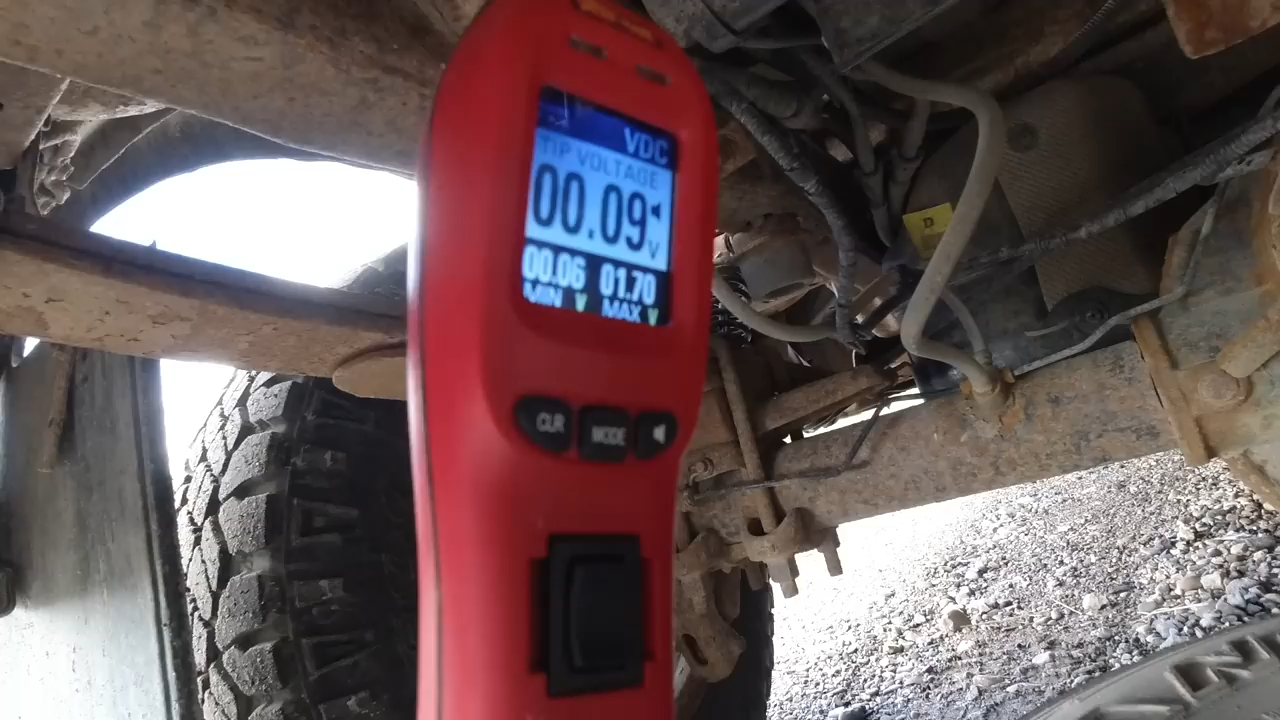 VDC
TIP VOLTAGE
00.09 V
00.06 01.70
MIN V MAX V
CLR MODE
D